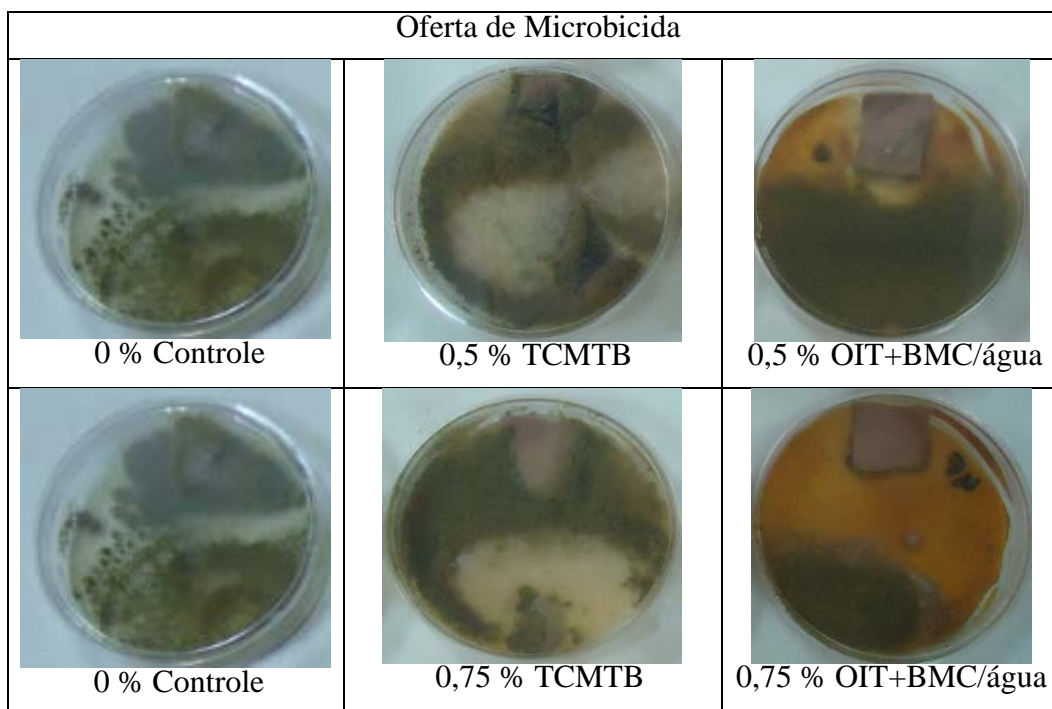 Oferta de Microbicida
0 % Controle
0,5 % TCMTB
0,5 % OIT+BMC/água
0 % Controle
0,75 % TCMTB
0,75 % OIT+BMC/água